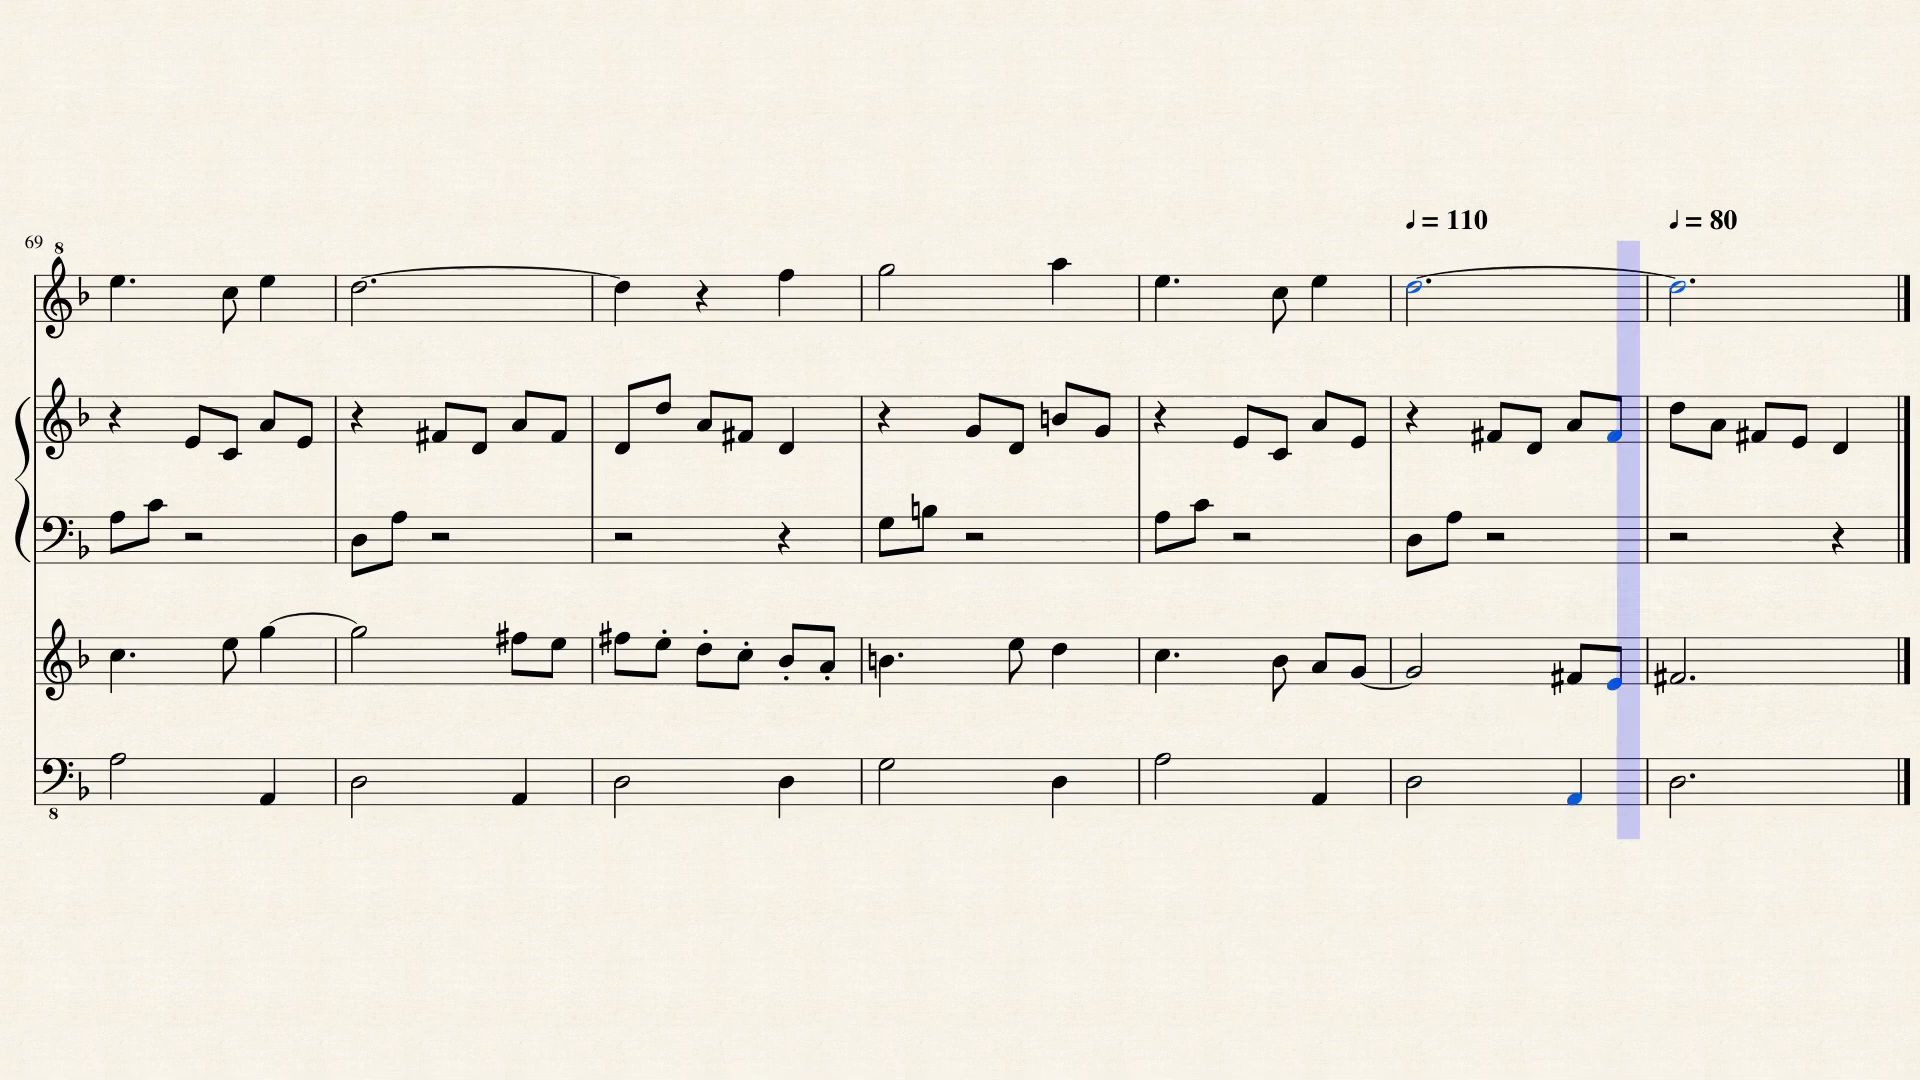 ♩ = 110 ♩ = 80
69 8
8